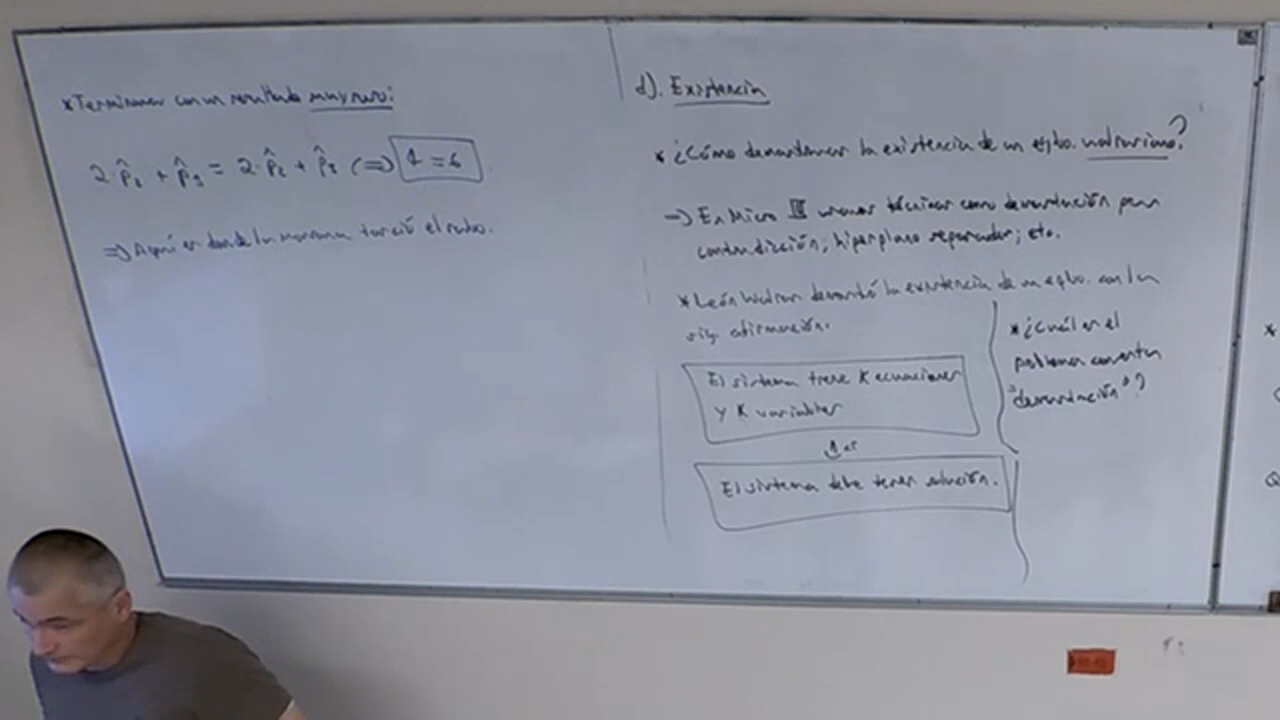 * Terminamos con un resultado muy raro:
2·p̂₂ + p̂₃ = 2·p̂₂ + p̂₃ (=> 4 = 6
=> Aquí es donde la marrana torció el rabo.
d). Existencia
* ¿Cómo demostramos la existencia de un eqbo. walrasiano?
=> En Micro II usamos técnicas como demostración por
contradicción; hiperplano separador; etc.
* León Walras demostró la existencia de un eqbo. con la
sig. afirmación.
El sistema tiene K ecuaciones
y K variables
El sistema debe tener solución.
* ¿Cuál es el
problema con esta
"demostración"?